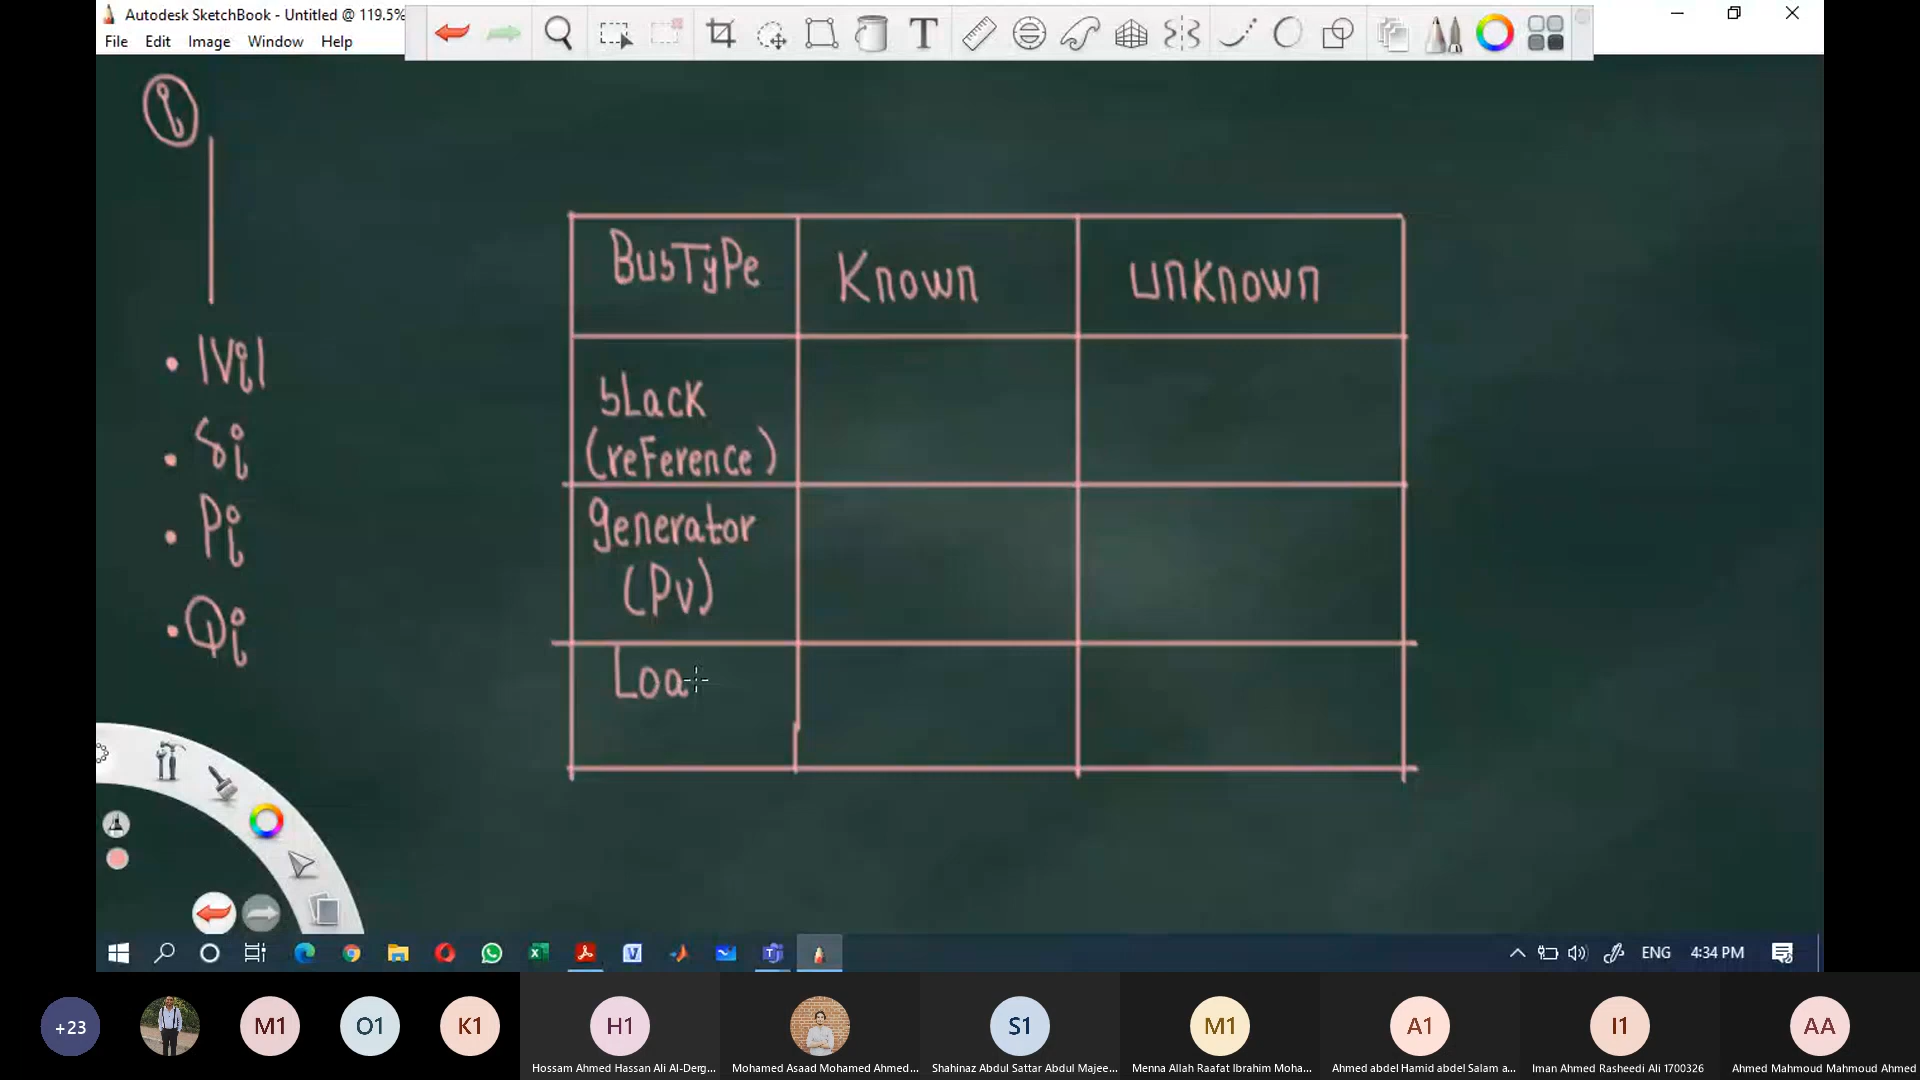 Autodesk SketchBook - Untitled @ 119.5%
File Edit Image Window Help
T
i
|Vi|
δi
Pi
Qi
BusType Known unknown
sLack
(reFerence)
generator
(PV)
Loa
ENG 4:34 PM
+23 M1 O1 K1 H1 S1 M1 A1 I1 AA
Hossam Ahmed Hassan Ali Al-Derg... Mohamed Asaad Mohamed Ahmed... Shahinaz Abdul Sattar Abdul Majee... Menna Allah Raafat Ibrahim Moha... Ahmed abdel Hamid abdel Salam a... Iman Ahmed Rasheedi Ali 1700326 Ahmed Mahmoud Mahmoud Ahmed